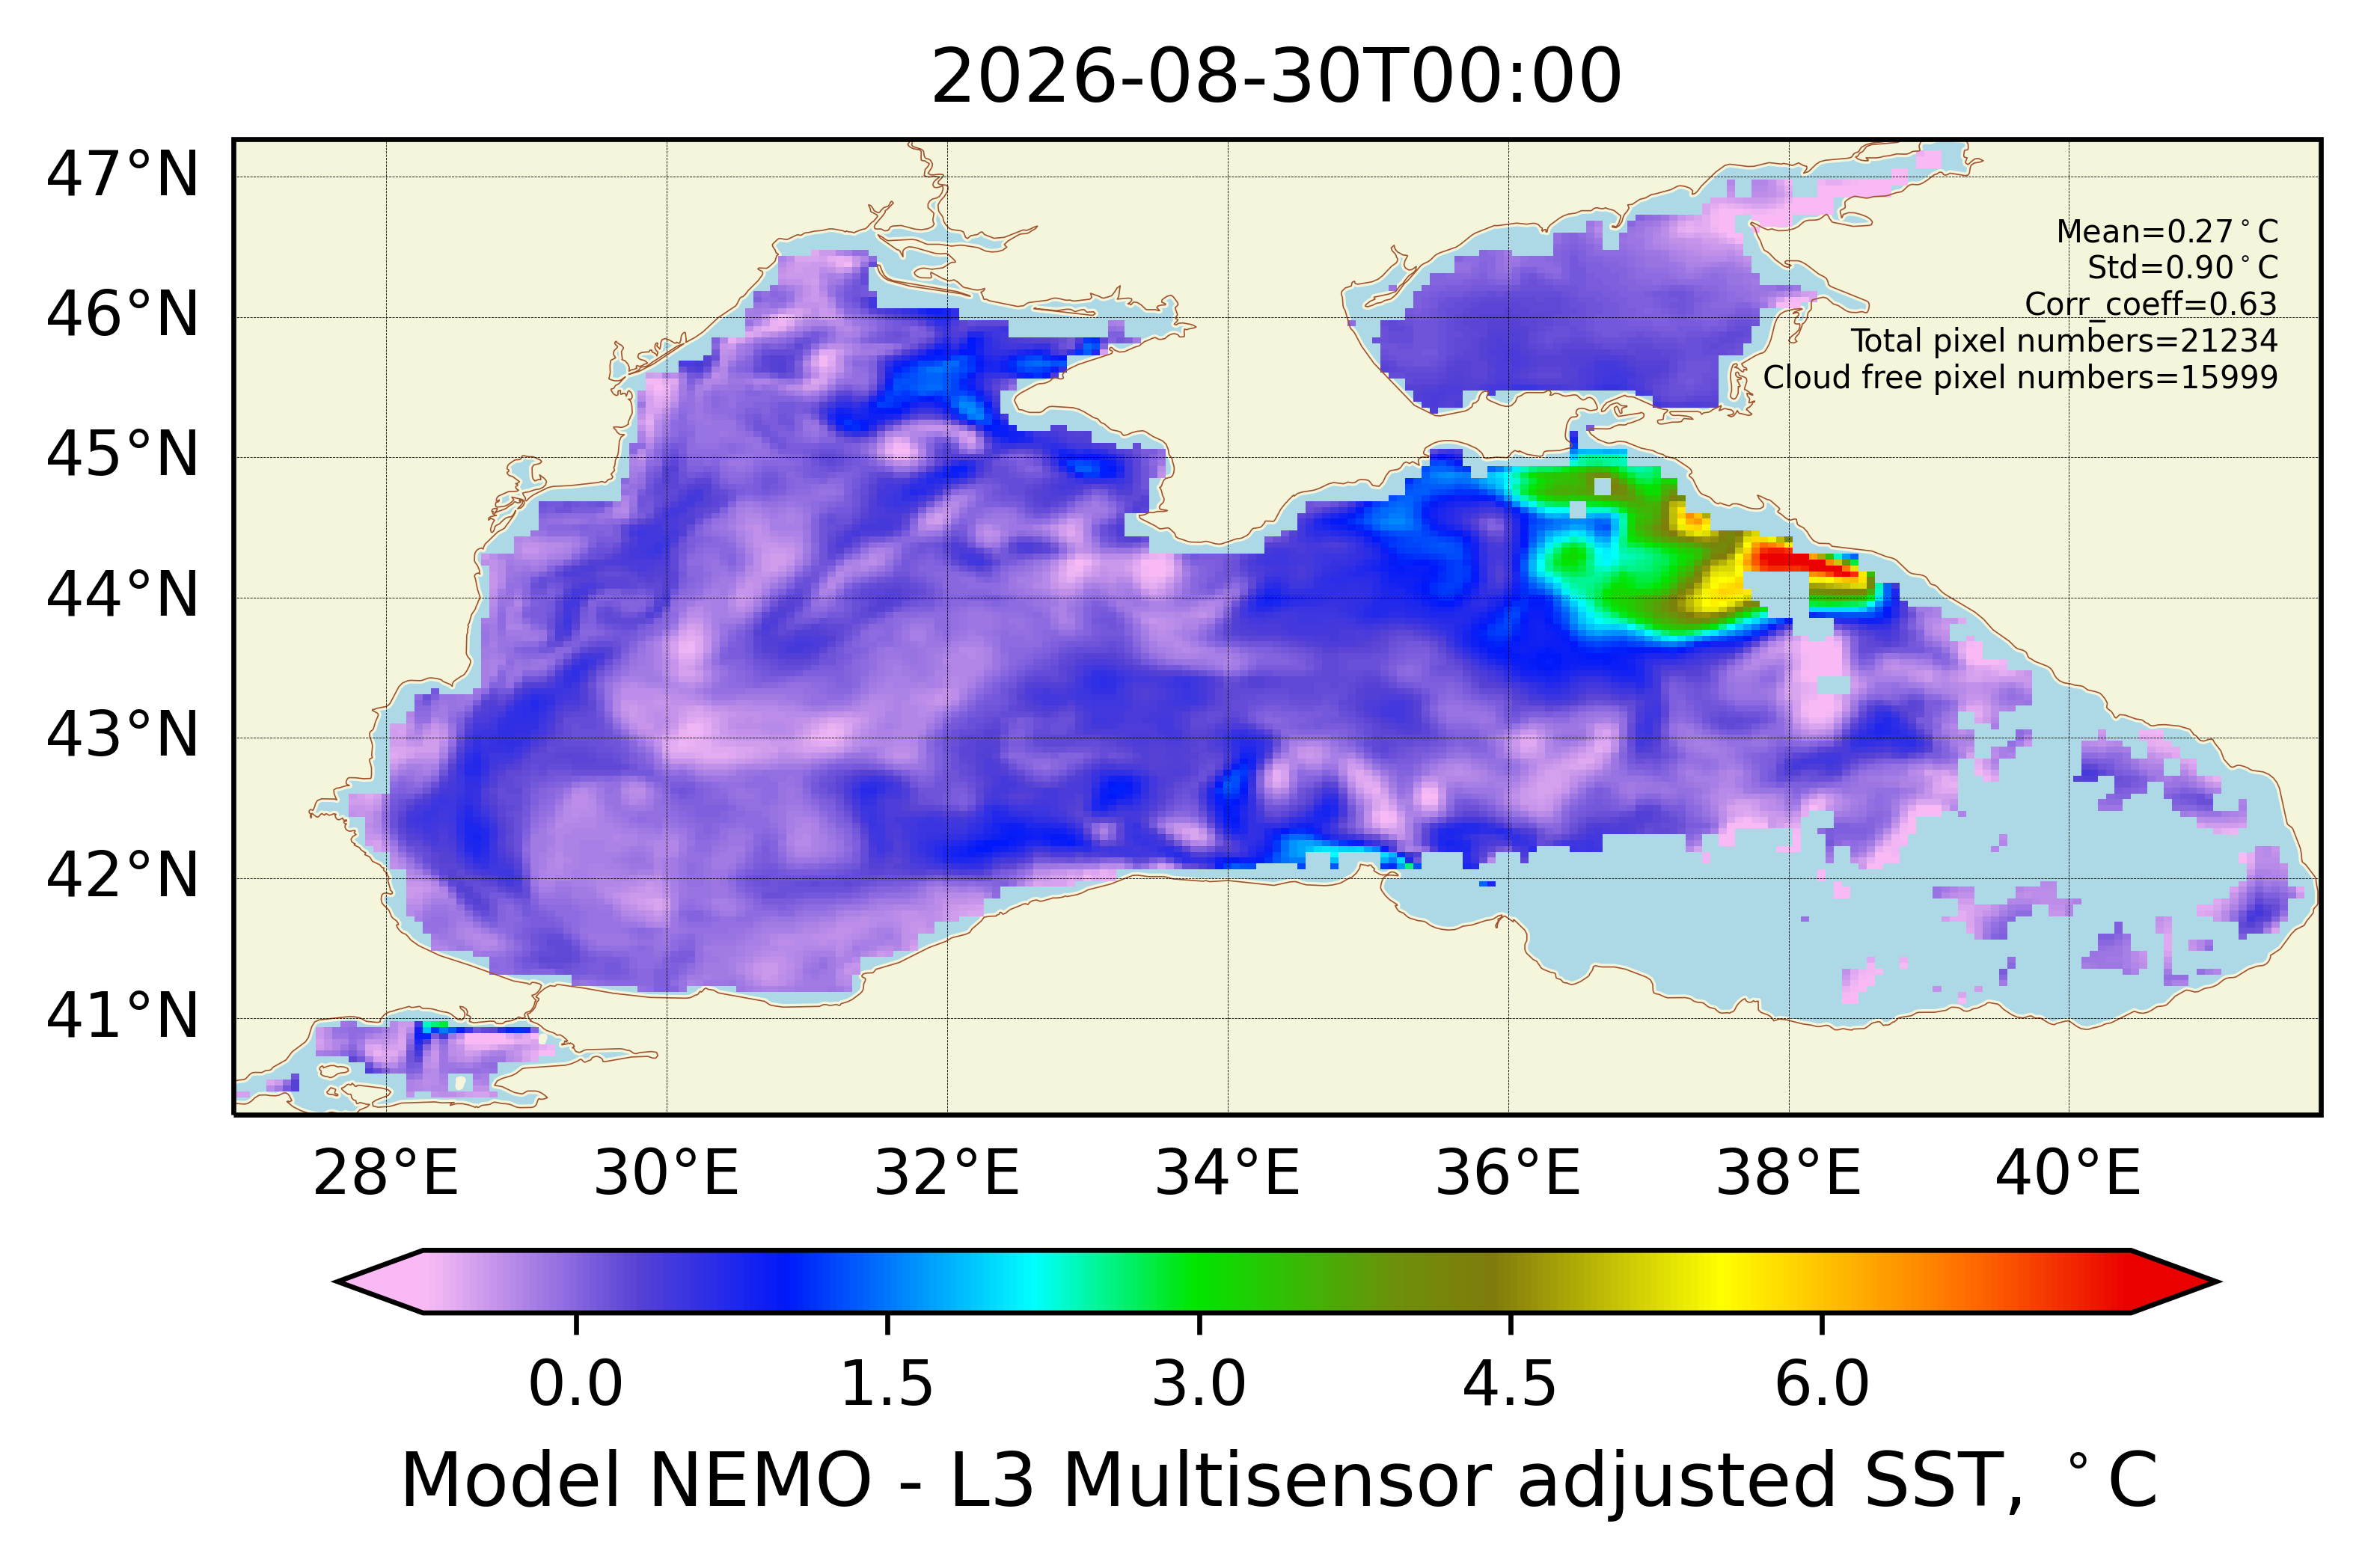 2026-08-30T00:00
47°N
46°N
45°N
44°N
43°N
42°N
41°N
Mean=0.27°C
Std=0.90°C
Corr_coeff=0.63
Total pixel numbers=21234
Cloud free pixel numbers=15999
28°E 30°E 32°E 34°E 36°E 38°E 40°E
0.0 1.5 3.0 4.5 6.0
Model NEMO - L3 Multisensor adjusted SST, °C